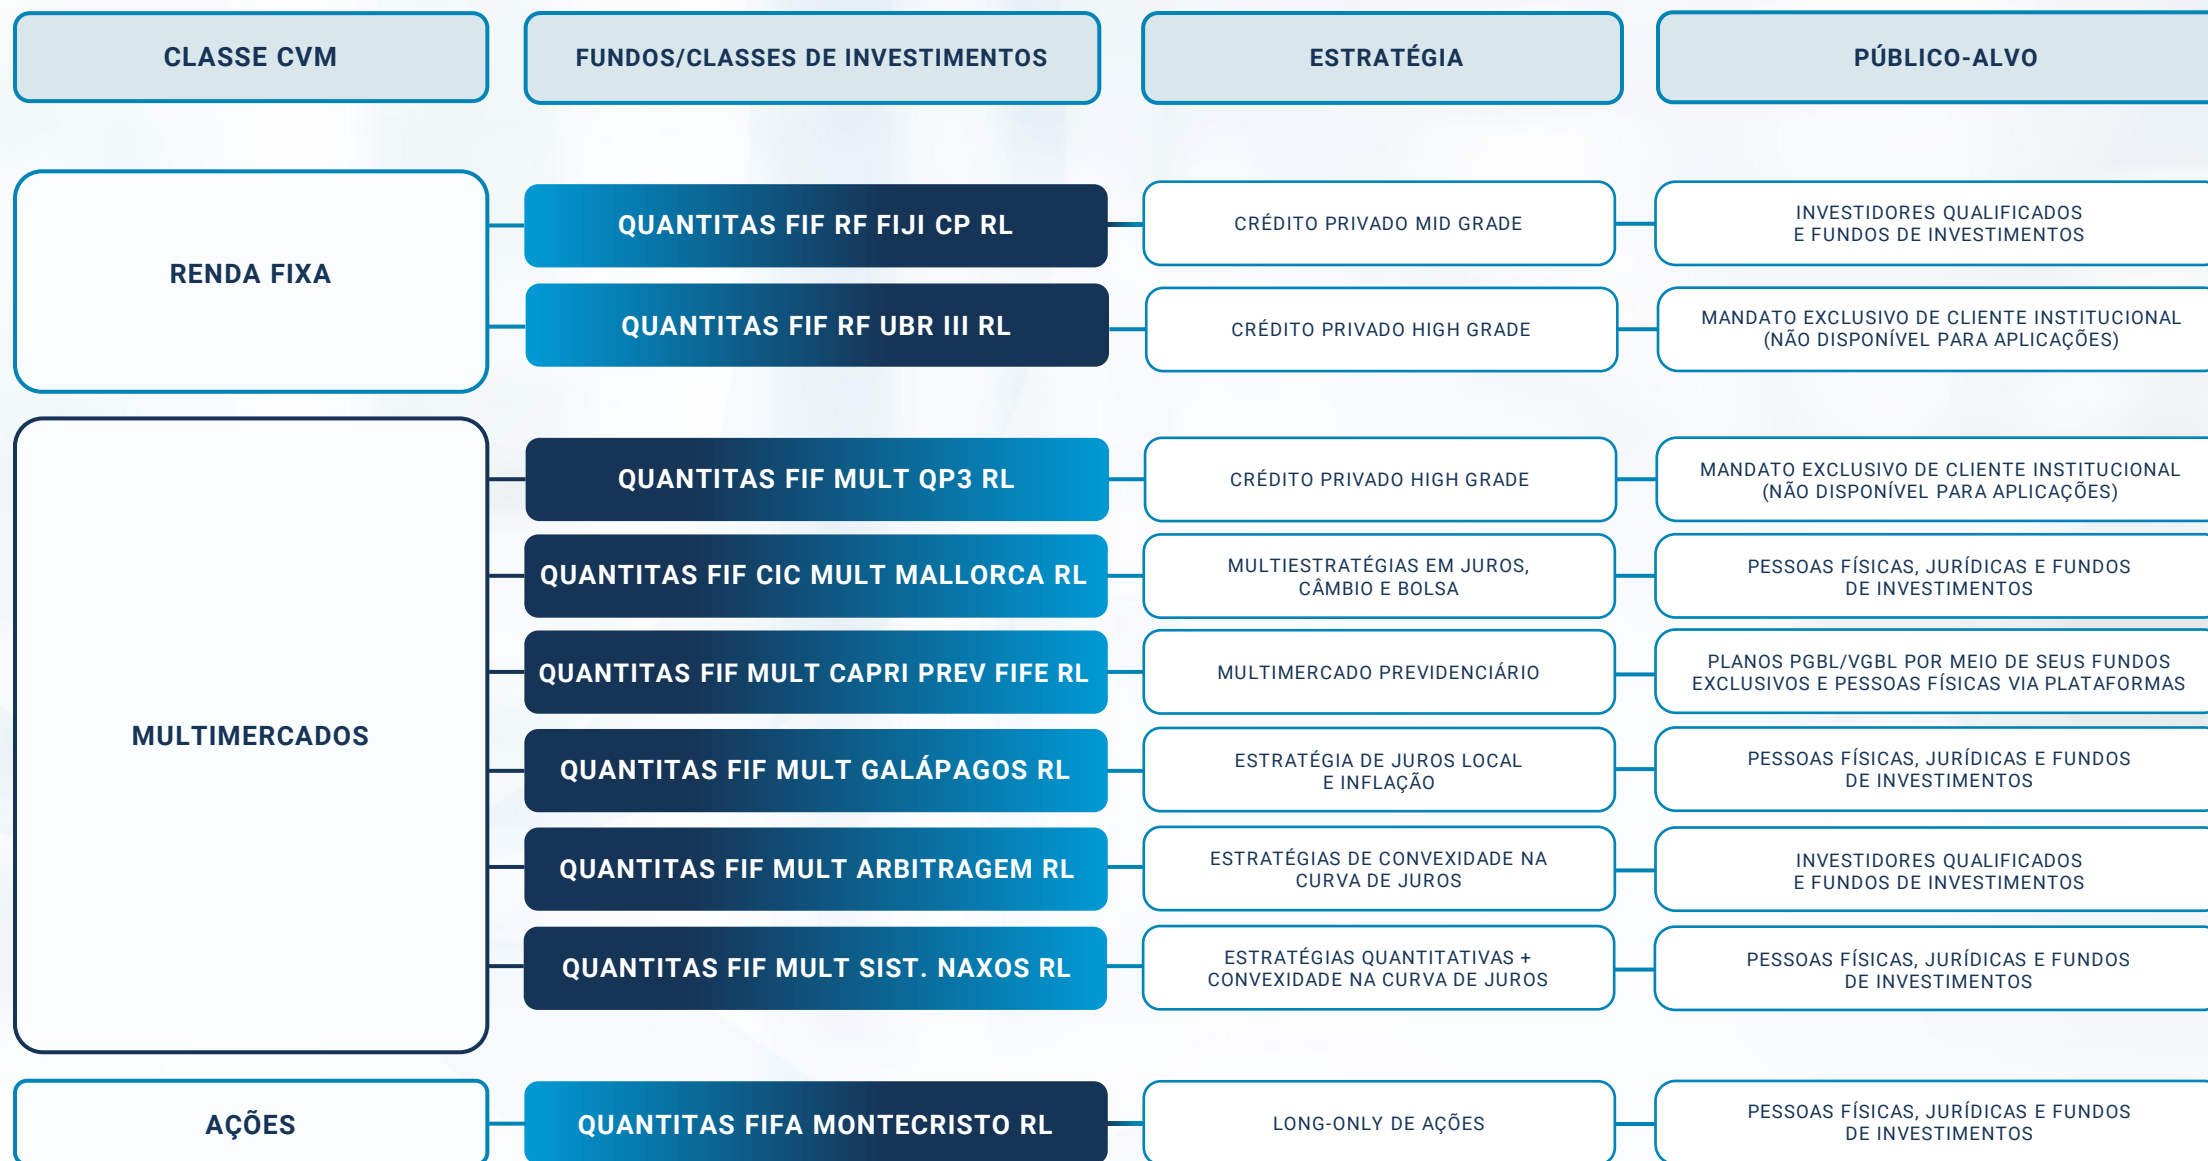 CLASSE CVM
FUNDOS/CLASSES DE INVESTIMENTOS
ESTRATÉGIA
PÚBLICO-ALVO
RENDA FIXA
QUANTITAS FIF RF FIJI CP RL
CRÉDITO PRIVADO MID GRADE
INVESTIDORES QUALIFICADOS
E FUNDOS DE INVESTIMENTOS
QUANTITAS FIF RF UBR III RL
CRÉDITO PRIVADO HIGH GRADE
MANDATO EXCLUSIVO DE CLIENTE INSTITUCIONAL
(NÃO DISPONÍVEL PARA APLICAÇÕES)
MULTIMERCADOS
QUANTITAS FIF MULT QP3 RL
CRÉDITO PRIVADO HIGH GRADE
MANDATO EXCLUSIVO DE CLIENTE INSTITUCIONAL
(NÃO DISPONÍVEL PARA APLICAÇÕES)
QUANTITAS FIF CIC MULT MALLORCA RL
MULTIESTRATÉGIAS EM JUROS,
CÂMBIO E BOLSA
PESSOAS FÍSICAS, JURÍDICAS E FUNDOS
DE INVESTIMENTOS
QUANTITAS FIF MULT CAPRI PREV FIFE RL
MULTIMERCADO PREVIDENCIÁRIO
PLANOS PGBL/VGBL POR MEIO DE SEUS FUNDOS
EXCLUSIVOS E PESSOAS FÍSICAS VIA PLATAFORMAS
QUANTITAS FIF MULT GALÁPAGOS RL
ESTRATÉGIA DE JUROS LOCAL
E INFLAÇÃO
PESSOAS FÍSICAS, JURÍDICAS E FUNDOS
DE INVESTIMENTOS
QUANTITAS FIF MULT ARBITRAGEM RL
ESTRATÉGIAS DE CONVEXIDADE NA
CURVA DE JUROS
INVESTIDORES QUALIFICADOS
E FUNDOS DE INVESTIMENTOS
QUANTITAS FIF MULT SIST. NAXOS RL
ESTRATÉGIAS QUANTITATIVAS +
CONVEXIDADE NA CURVA DE JUROS
PESSOAS FÍSICAS, JURÍDICAS E FUNDOS
DE INVESTIMENTOS
AÇÕES
QUANTITAS FIFA MONTECRISTO RL
LONG-ONLY DE AÇÕES
PESSOAS FÍSICAS, JURÍDICAS E FUNDOS
DE INVESTIMENTOS